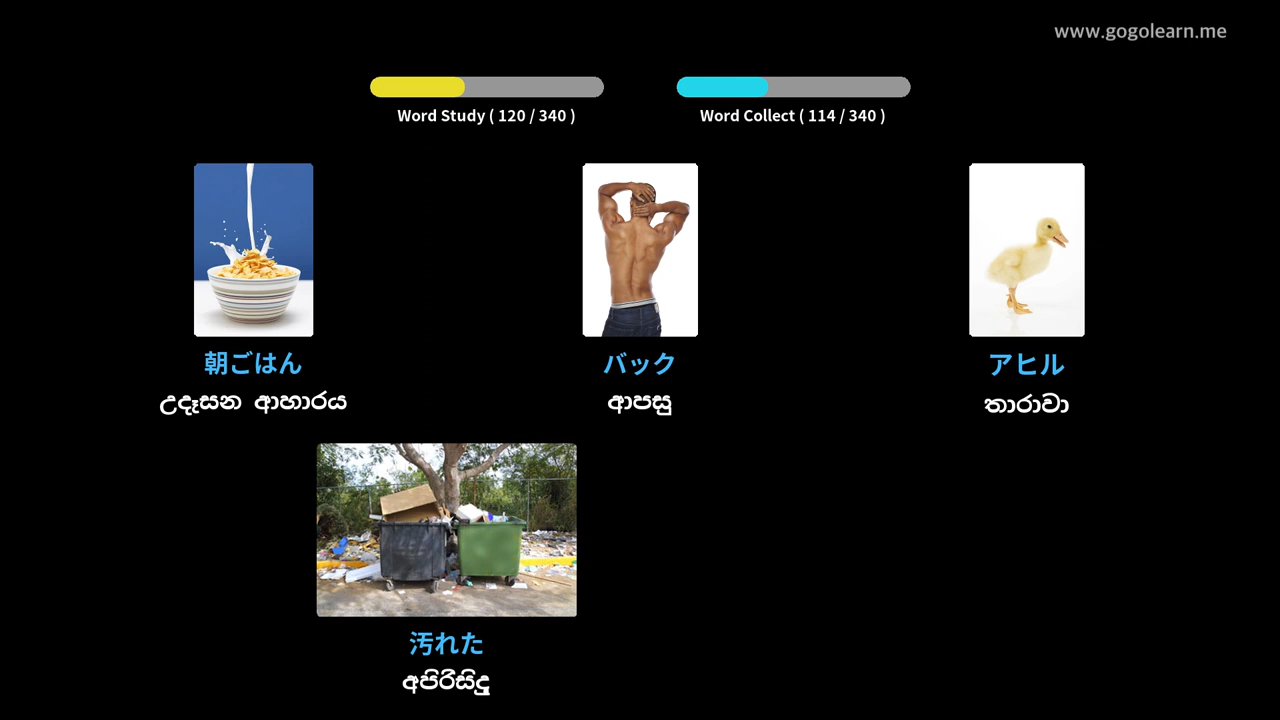 www.gogolearn.me
Word Study ( 120 / 340 )
Word Collect ( 114 / 340 )
朝ごはん
උදෑසන ආහාරය
バック
ආපසු
アヒル
තාරාවා
汚れた
අපිරිසිදු